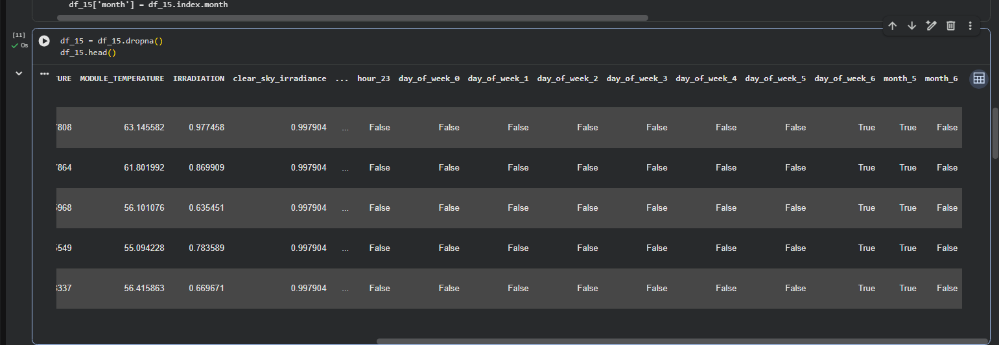 df_15['month'] = df_15.index.month
[11]
0s
df_15 = df_15.dropna()
df_15.head()
TURE MODULE_TEMPERATURE IRRADIATION clear_sky_irradiance ... hour_23 day_of_week_0 day_of_week_1 day_of_week_2 day_of_week_3 day_of_week_4 day_of_week_5 day_of_week_6 month_5 month_6
808 63.145582 0.977458 0.997904 ... False False False False False False False True True False
864 61.801992 0.869909 0.997904 ... False False False False False False False True True False
968 56.101076 0.635451 0.997904 ... False False False False False False False True True False
549 55.094228 0.783589 0.997904 ... False False False False False False False True True False
337 56.415863 0.669671 0.997904 ... False False False False False False False True True False